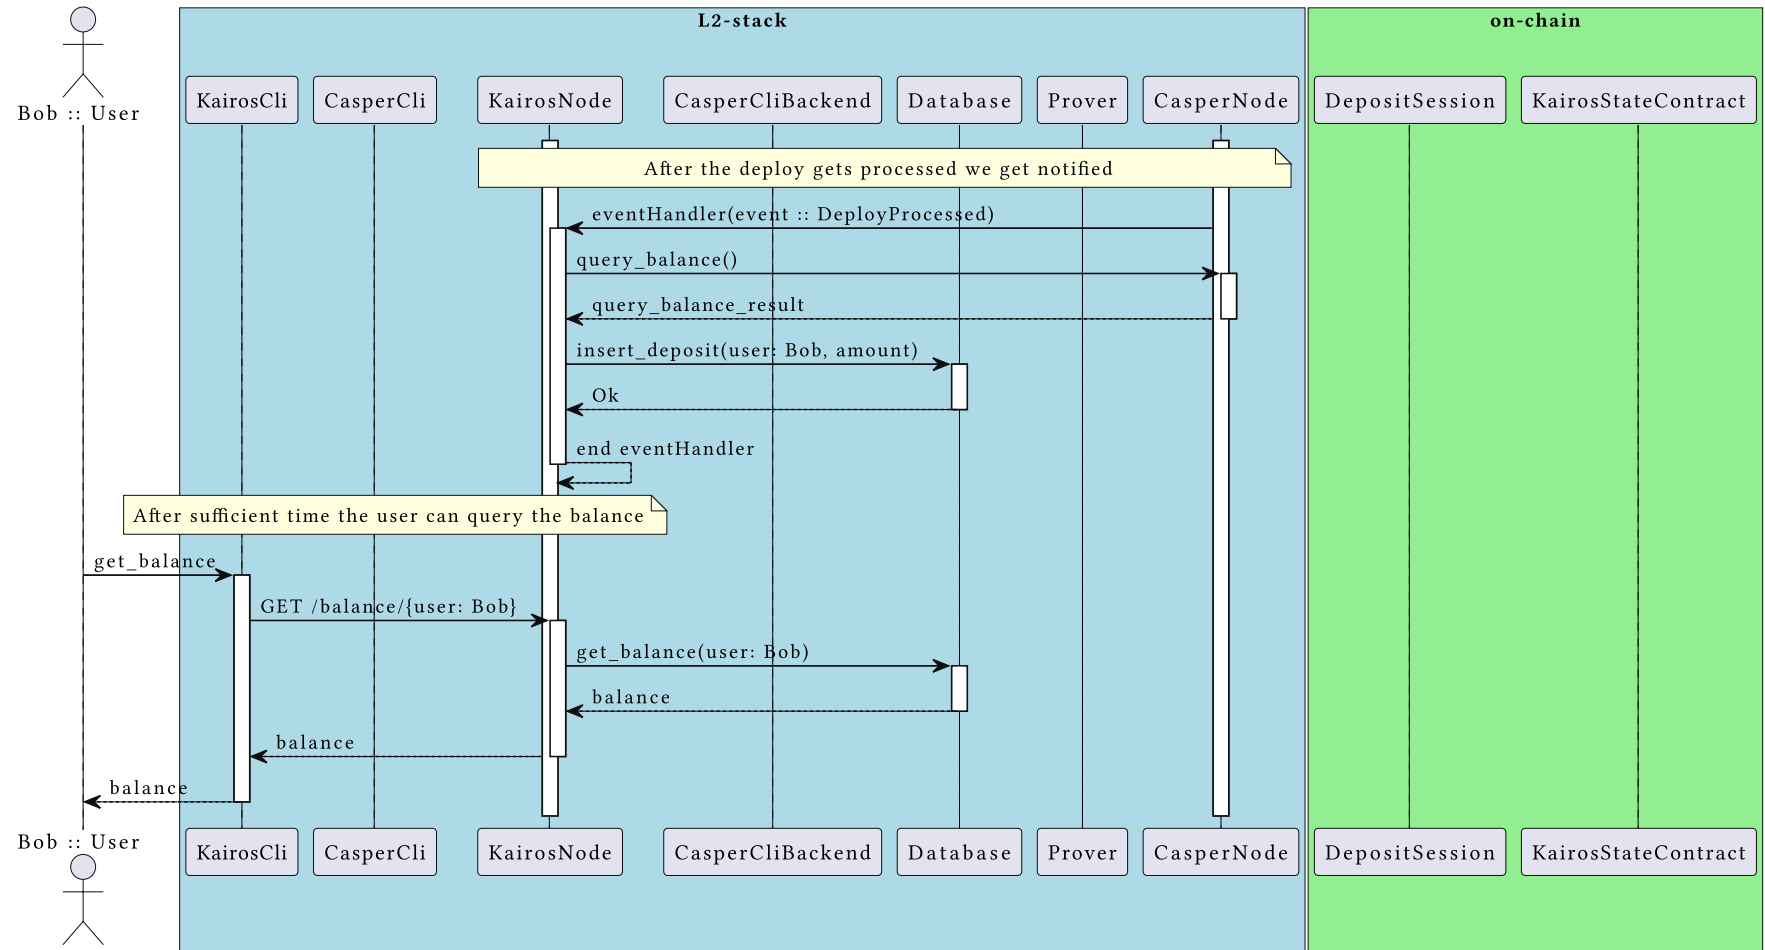 L2-stack
on-chain
Bob :: User
KairosCli
CasperCli
KairosNode
CasperCliBackend
Database
Prover
CasperNode
DepositSession
KairosStateContract
After the deploy gets processed we get notified
eventHandler(event :: DeployProcessed)
query_balance()
query_balance_result
insert_deposit(user: Bob, amount)
Ok
end eventHandler
After sufficient time the user can query the balance
get_balance
GET /balance/{user: Bob}
get_balance(user: Bob)
balance
balance
balance
Bob :: User
KairosCli
CasperCli
KairosNode
CasperCliBackend
Database
Prover
CasperNode
DepositSession
KairosStateContract